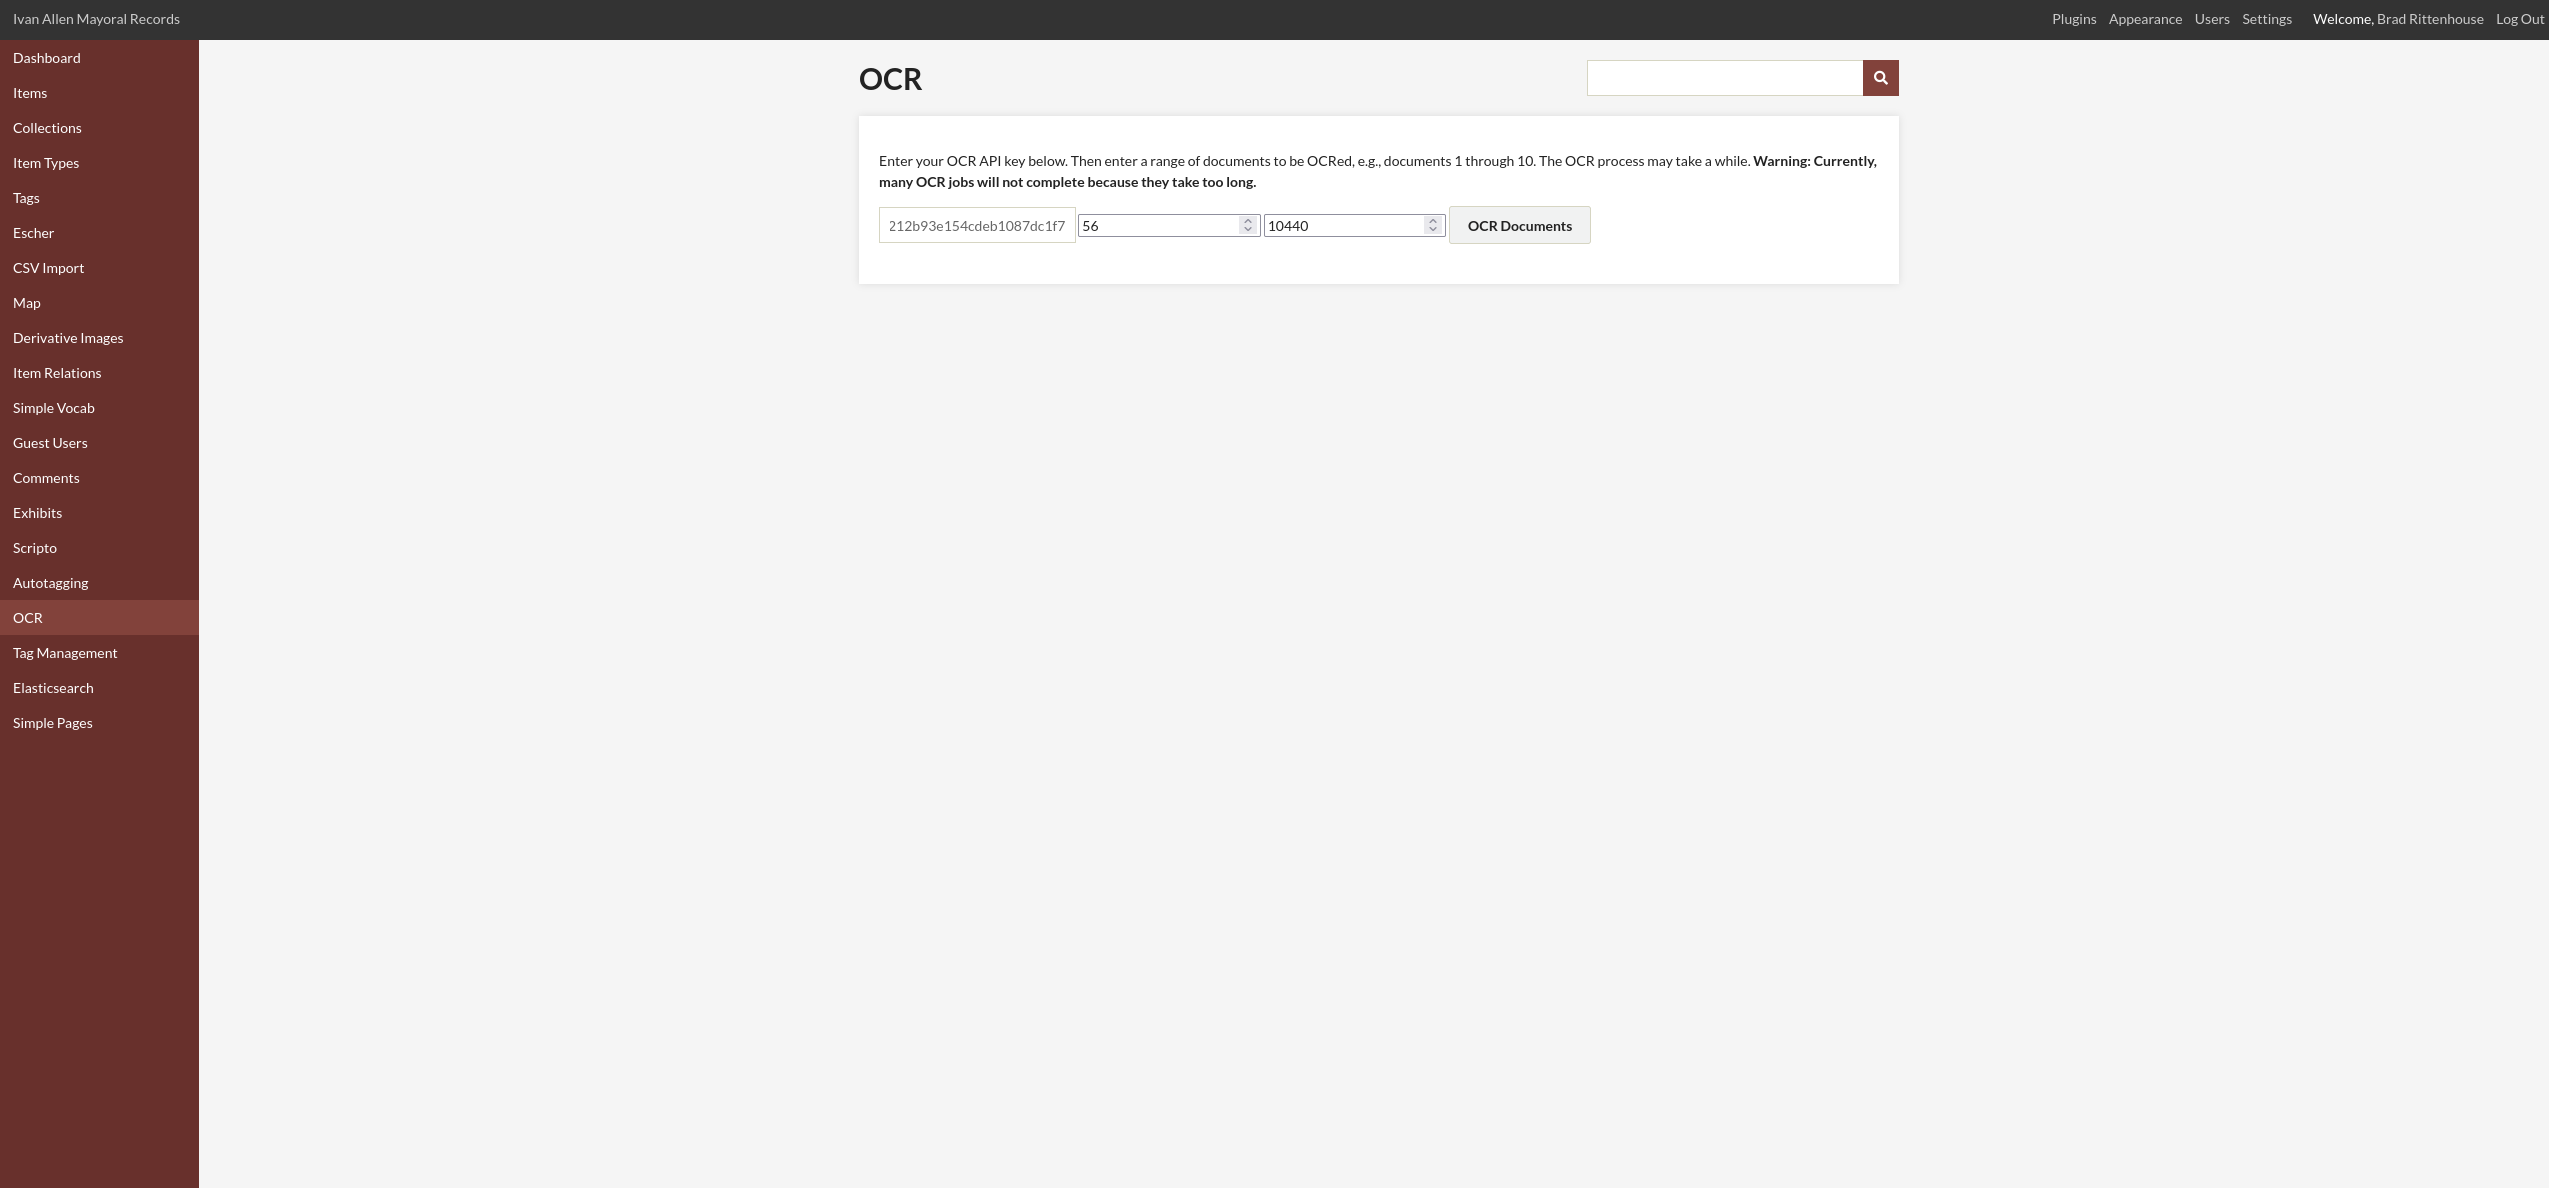 Ivan Allen Mayoral Records
Plugins Appearance Users Settings Welcome, Brad Rittenhouse Log Out
Dashboard
Items
Collections
Item Types
Tags
Escher
CSV Import
Map
Derivative Images
Item Relations
Simple Vocab
Guest Users
Comments
Exhibits
Scripto
Autotagging
OCR
Tag Management
Elasticsearch
Simple Pages
OCR
Enter your OCR API key below. Then enter a range of documents to be OCRed, e.g., documents 1 through 10. The OCR process may take a while. Warning: Currently,
many OCR jobs will not complete because they take too long.
212b93e154cdeb1087dc1f7 56 10440 OCR Documents